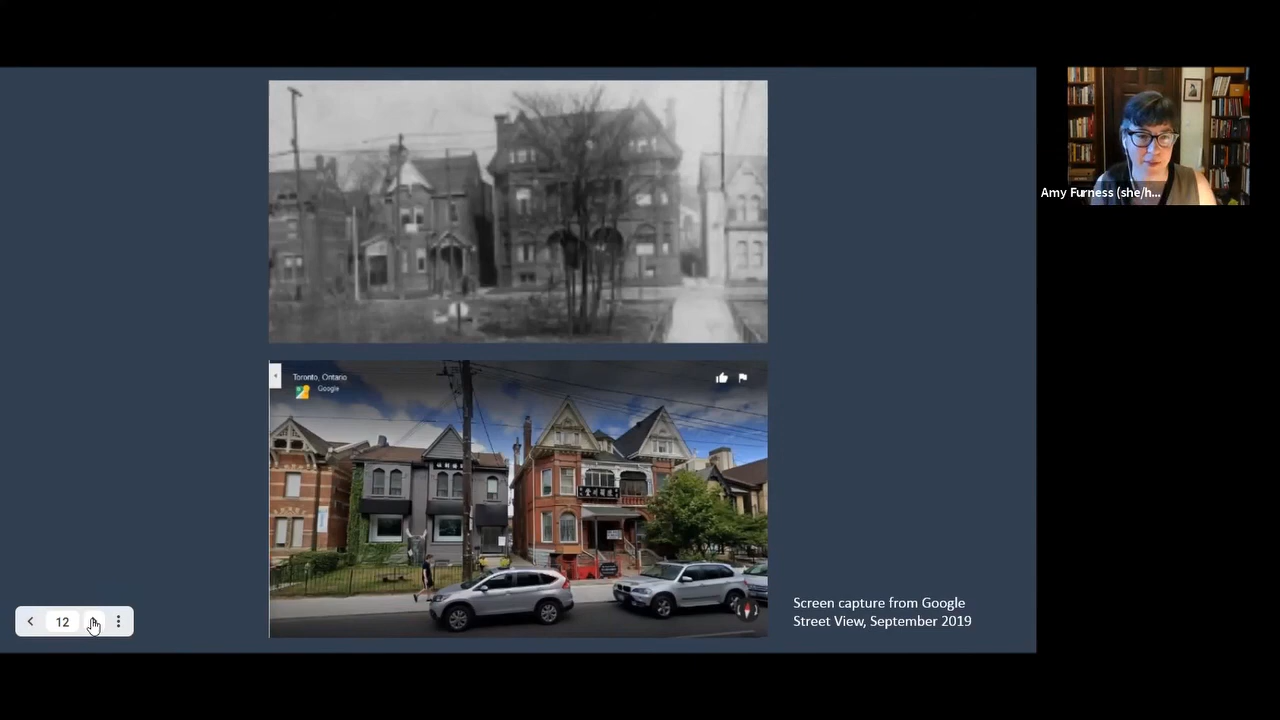 Amy Furness (she/h...
Toronto, Ontario
Google
12
Screen capture from Google
Street View, September 2019